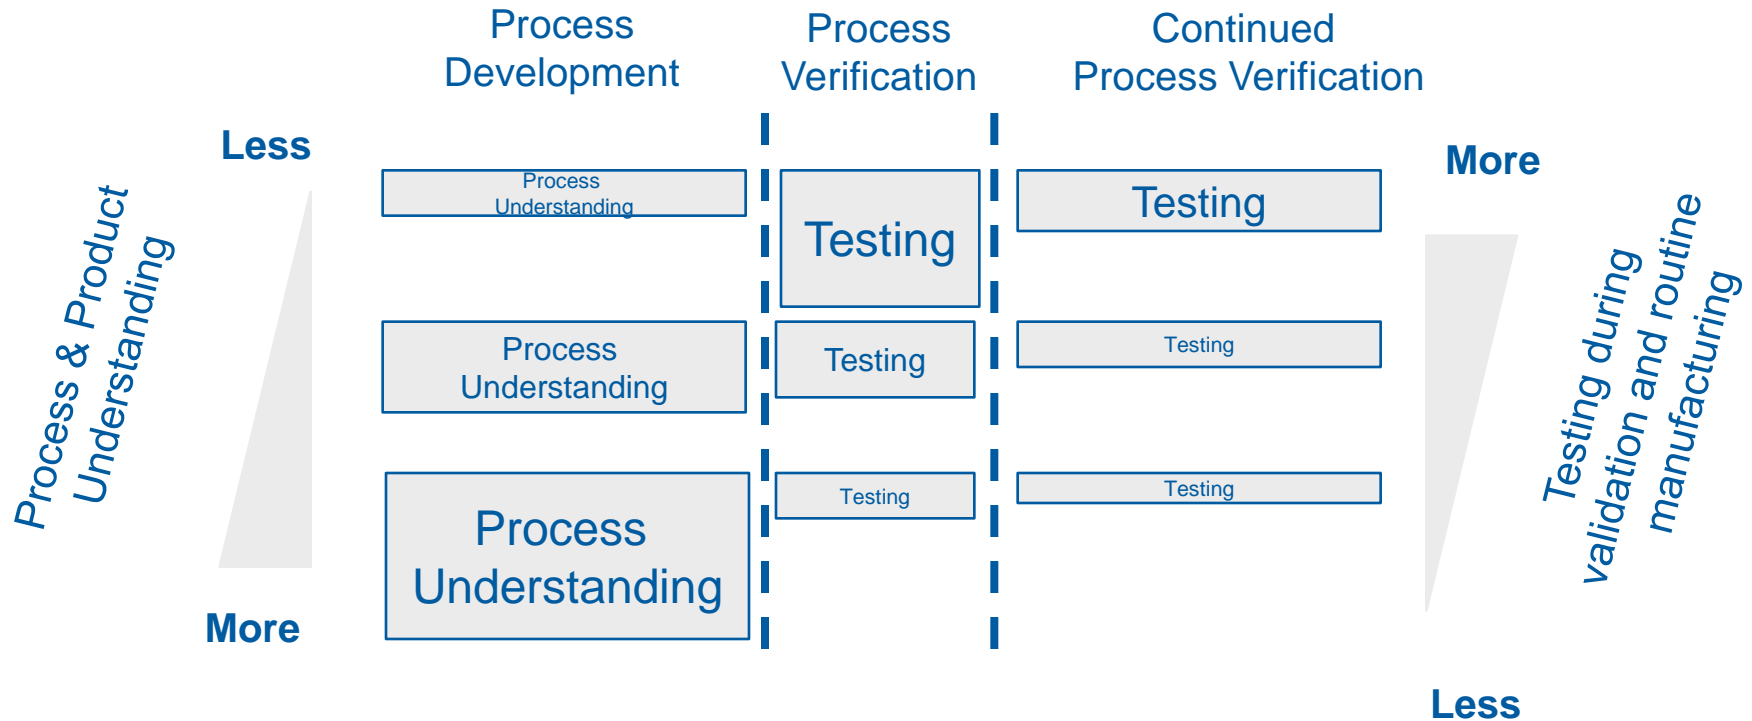 Process
Development
Process
Verification
Continued
Process Verification
Less
More
Process & Product
Understanding
Process
Understanding
Testing
Testing
Process
Understanding
Testing
Testing
Process
Understanding
Testing
Testing
More
Less
Testing during
validation and routine
manufacturing